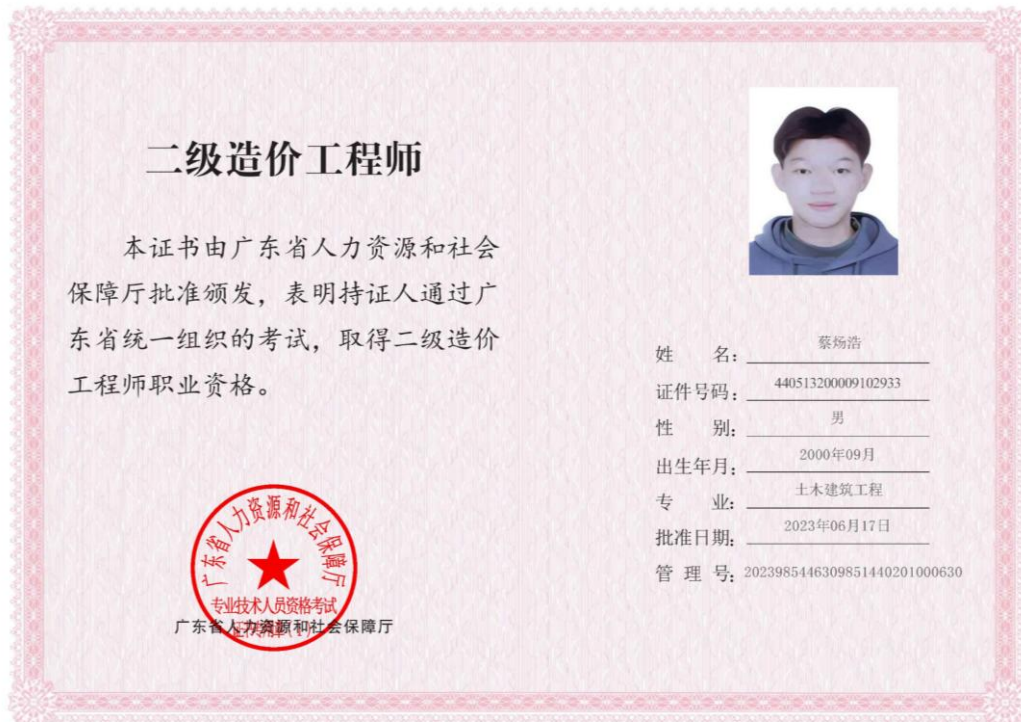 二级造价工程师
本证书由广东省人力资源和社会
保障厅批准颁发，表明持证人通过广
东省统一组织的考试，取得二级造价
工程师职业资格。
广东省人力资源和社会保障厅
专业技术人员资格考试
广东省人力资源和社会保障厅
姓 名：蔡炀浩
证件号码：440513200009102933
性 别：男
出生年月：2000年09月
专 业：土木建筑工程
批准日期：2023年06月17日
管 理 号：2023985446309851440201000630